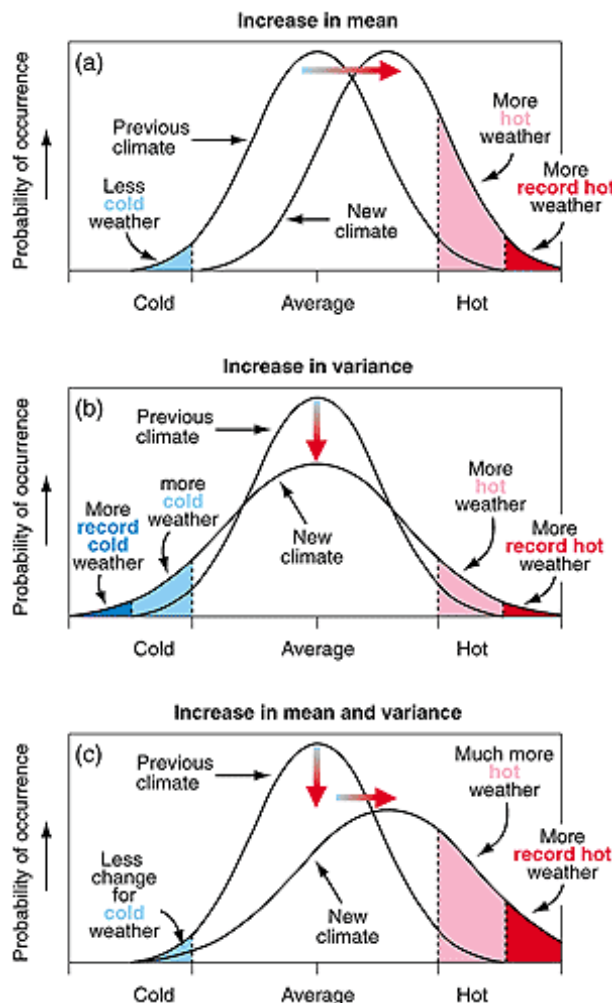 Increase in mean
(a)
Probability of occurrence
Previous
climate
Less
cold
weather
New
climate
More
hot
weather
More
record hot
weather
Cold
Average
Hot
Increase in variance
(b)
Probability of occurrence
Previous
climate
more
cold
weather
More
record
cold
weather
New
climate
More
hot
weather
More
record hot
weather
Cold
Average
Hot
Increase in mean and variance
(c)
Probability of occurrence
Previous
climate
Less
change
for
cold
weather
New
climate
Much more
hot
weather
More
record hot
weather
Cold
Average
Hot